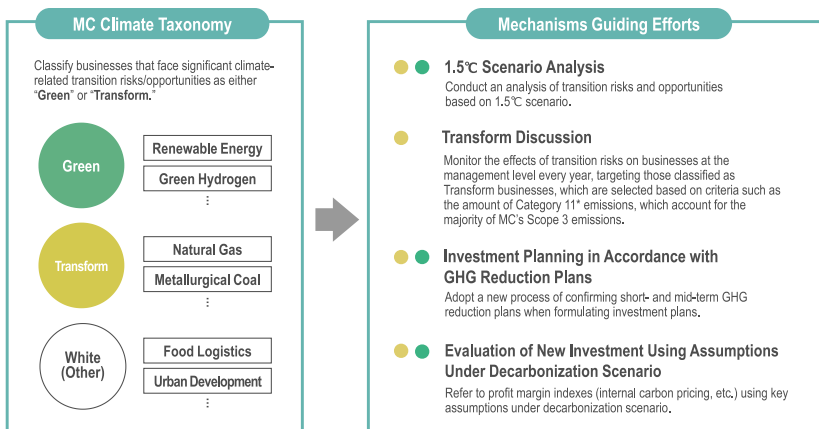 MC Climate Taxonomy
Classify businesses that face significant climate-
related transition risks/opportunities as either
“Green” or “Transform.”
Green
Renewable Energy
Green Hydrogen
⋮
Transform
Natural Gas
Metallurgical Coal
⋮
White
(Other)
Food Logistics
Urban Development
⋮
Mechanisms Guiding Efforts
1.5℃ Scenario Analysis
Conduct an analysis of transition risks and opportunities
based on 1.5℃ scenario.
Transform Discussion
Monitor the effects of transition risks on businesses at the
management level every year, targeting those classified as
Transform businesses, which are selected based on criteria such as
the amount of Category 11* emissions, which account for the
majority of MC’s Scope 3 emissions.
Investment Planning in Accordance with
GHG Reduction Plans
Adopt a new process of confirming short- and mid-term GHG
reduction plans when formulating investment plans.
Evaluation of New Investment Using Assumptions
Under Decarbonization Scenario
Refer to profit margin indexes (internal carbon pricing, etc.) using key
assumptions under decarbonization scenario.